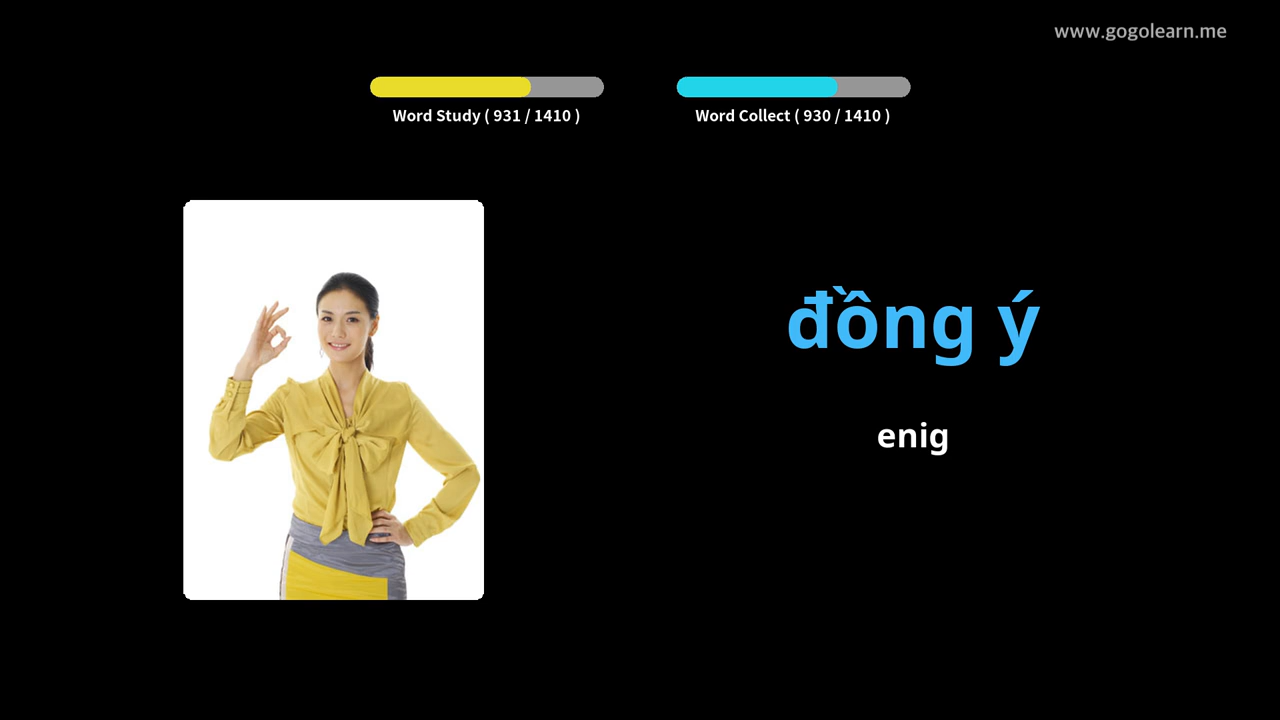 www.gogolearn.me
Word Study ( 931 / 1410 )
Word Collect ( 930 / 1410 )
đồng ý
enig